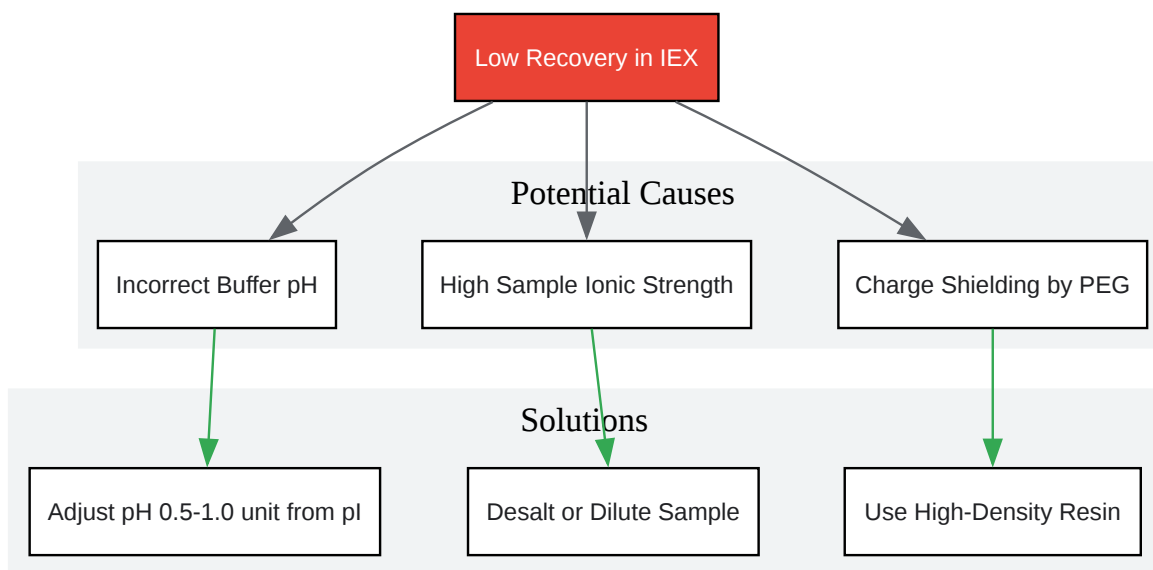 Low Recovery in IEX
Potential Causes
Incorrect Buffer pH
High Sample Ionic Strength
Charge Shielding by PEG
Solutions
Adjust pH 0.5-1.0 unit from pI
Desalt or Dilute Sample
Use High-Density Resin